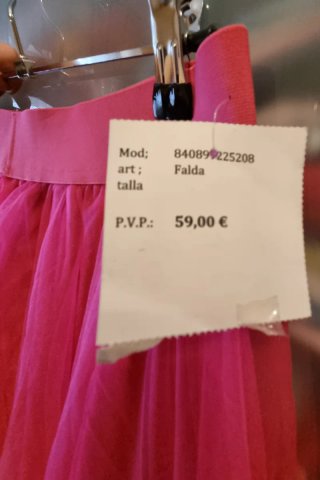 Mod; 840899225208
art ; Falda
talla
P.V.P.: 59,00 €